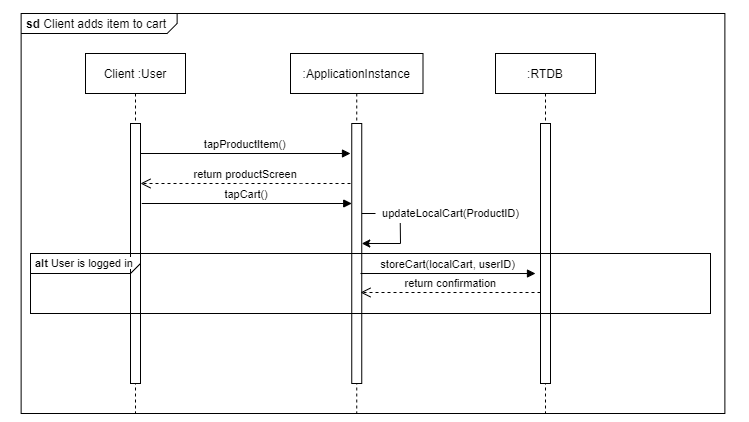 sd Client adds item to cart
Client :User
:ApplicationInstance
:RTDB
tapProductItem()
return productScreen
tapCart()
updateLocalCart(ProductID)
alt User is logged in
storeCart(localCart, userID)
return confirmation